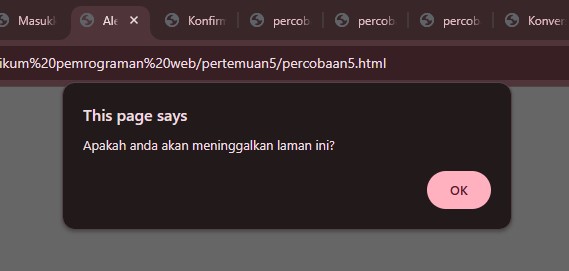 Masukk
Ale
Konfirm
percob
percob
percob
Konver
ikum%20pemrograman%20web/pertemuan5/percobaan5.html
This page says
Apakah anda akan meninggalkan laman ini?
OK